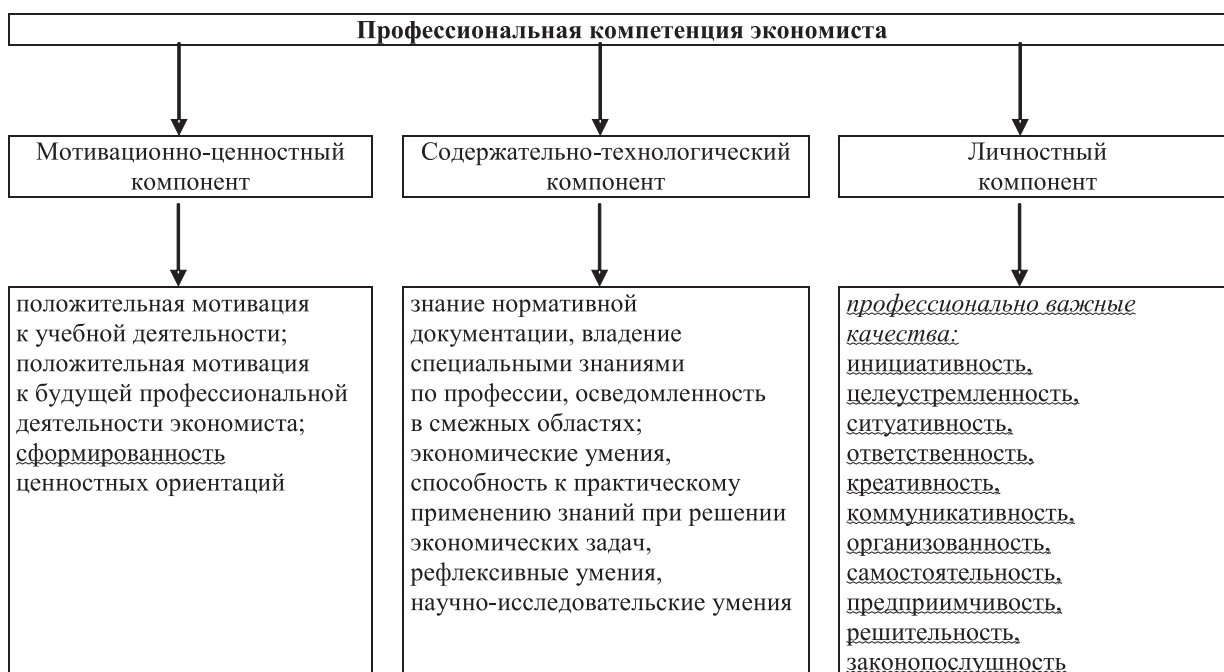 Профессиональная компетенция экономиста
Мотивационно-ценностный
компонент
Содержательно-технологический
компонент
Личностный
компонент
положительная мотивация
к учебной деятельности;
положительная мотивация
к будущей профессиональной
деятельности экономиста;
сформированность
ценностных ориентаций
знание нормативной
документации, владение
специальными знаниями
по профессии, осведомленность
в смежных областях;
экономические умения,
способность к практическому
применению знаний при решении
экономических задач,
рефлексивные умения,
научно-исследовательские умения
профессионально важные
качества:
инициативность,
целеустремленность,
ситуативность,
ответственность,
креативность,
коммуникативность,
организованность,
самостоятельность,
предприимчивость,
решительность,
законопослушность